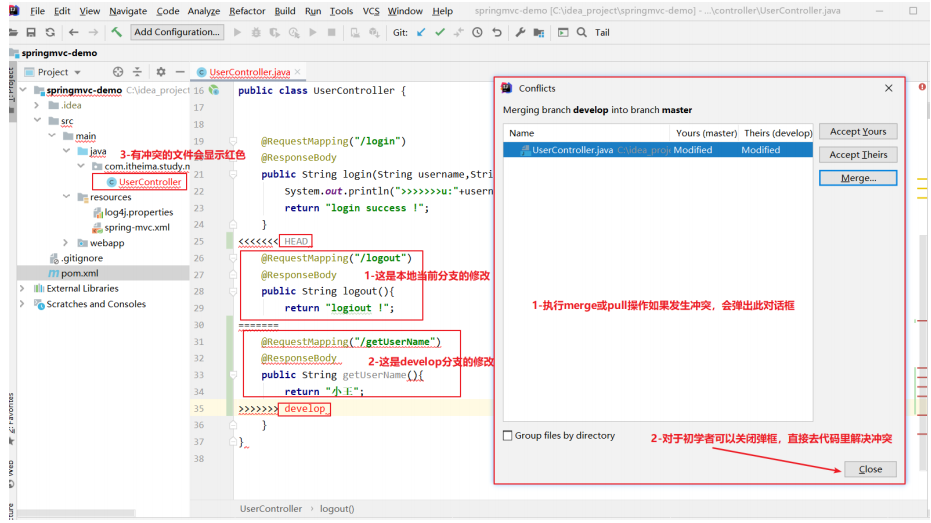 File Edit View Navigate Code Analyze Refactor Build Run Tools VCS Window Help springmvc-demo [C:\idea_project\springmvc-demo] - ...\controller\UserController.java
Add Configuration... Git: Tail
springmvc-demo
Project
UserController.java
springmvc-demo C:\idea_project
.idea
src
main
java
3-有冲突的文件会显示红色
com.itheima.study.n
UserController
resources
log4j.properties
spring-mvc.xml
webapp
.gitignore
pom.xml
External Libraries
Scratches and Consoles
Favorites
Web
16 public class UserController {
17
18
19 @RequestMapping("/login")
20 @ResponseBody
21 public String login(String username,Stri
22 System.out.println(">>>>>>>u:"+usern
23 return "login success !";
24 }
25 <<<<<<< HEAD
26 @RequestMapping("/logout")
27 @ResponseBody 1-这是本地当前分支的修改
28 public String logout(){
29 return "logiout !";
30 =======
31 @RequestMapping("/getUserName")
32 @ResponseBody 2-这是develop分支的修改
33 public String getUserName(){
34 return "小王";
35 >>>>>>> develop
36 }
37 }
38
UserController > logout()
Conflicts
Merging branch develop into branch master
Name Yours (master) Theirs (develop)
UserController.java C:\idea_proj Modified Modified
Accept Yours
Accept Theirs
Merge...
1-执行merge或pull操作如果发生冲突，会弹出此对话框
Group files by directory
2-对于初学者可以关闭弹框，直接去代码里解决冲突
Close